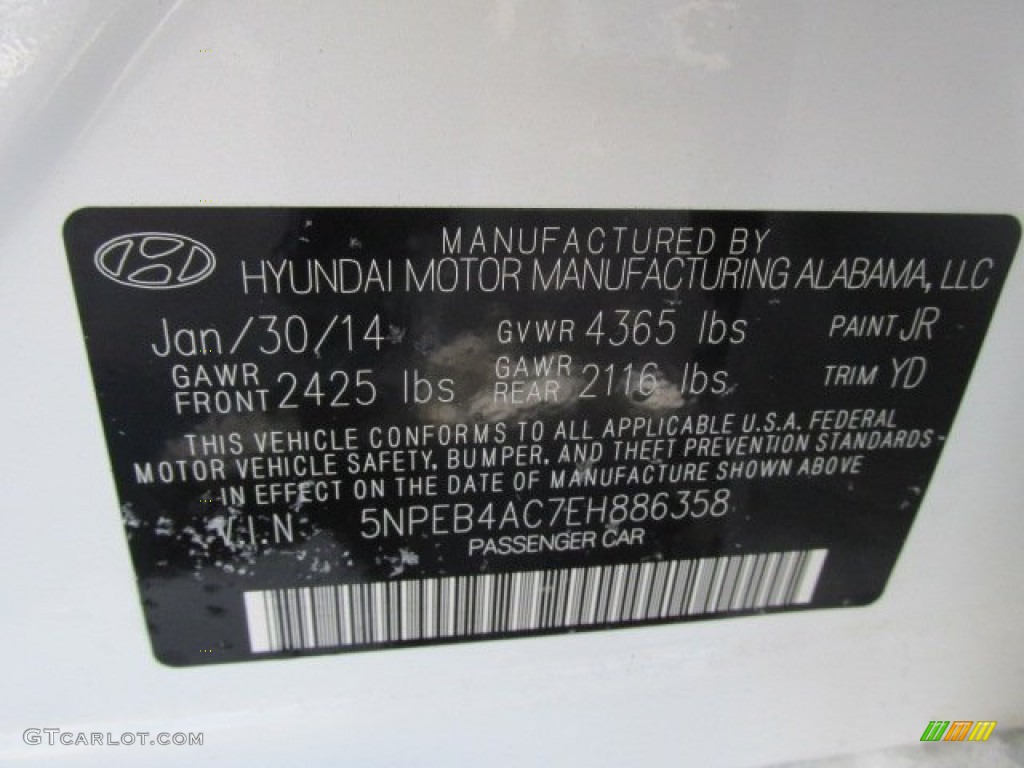 MANUFACTURED BY
HYUNDAI MOTOR MANUFACTURING ALABAMA, LLC
Jan/30/14 GVWR 4365 lbs PAINT JR
GAWR FRONT 2425 lbs GAWR REAR 2116 lbs TRIM YD
THIS VEHICLE CONFORMS TO ALL APPLICABLE U.S.A. FEDERAL
MOTOR VEHICLE SAFETY, BUMPER, AND THEFT PREVENTION STANDARDS
IN EFFECT ON THE DATE OF MANUFACTURE SHOWN ABOVE
V.I.N 5NPEB4AC7EH886358
PASSENGER CAR
GTCARLOT.COM